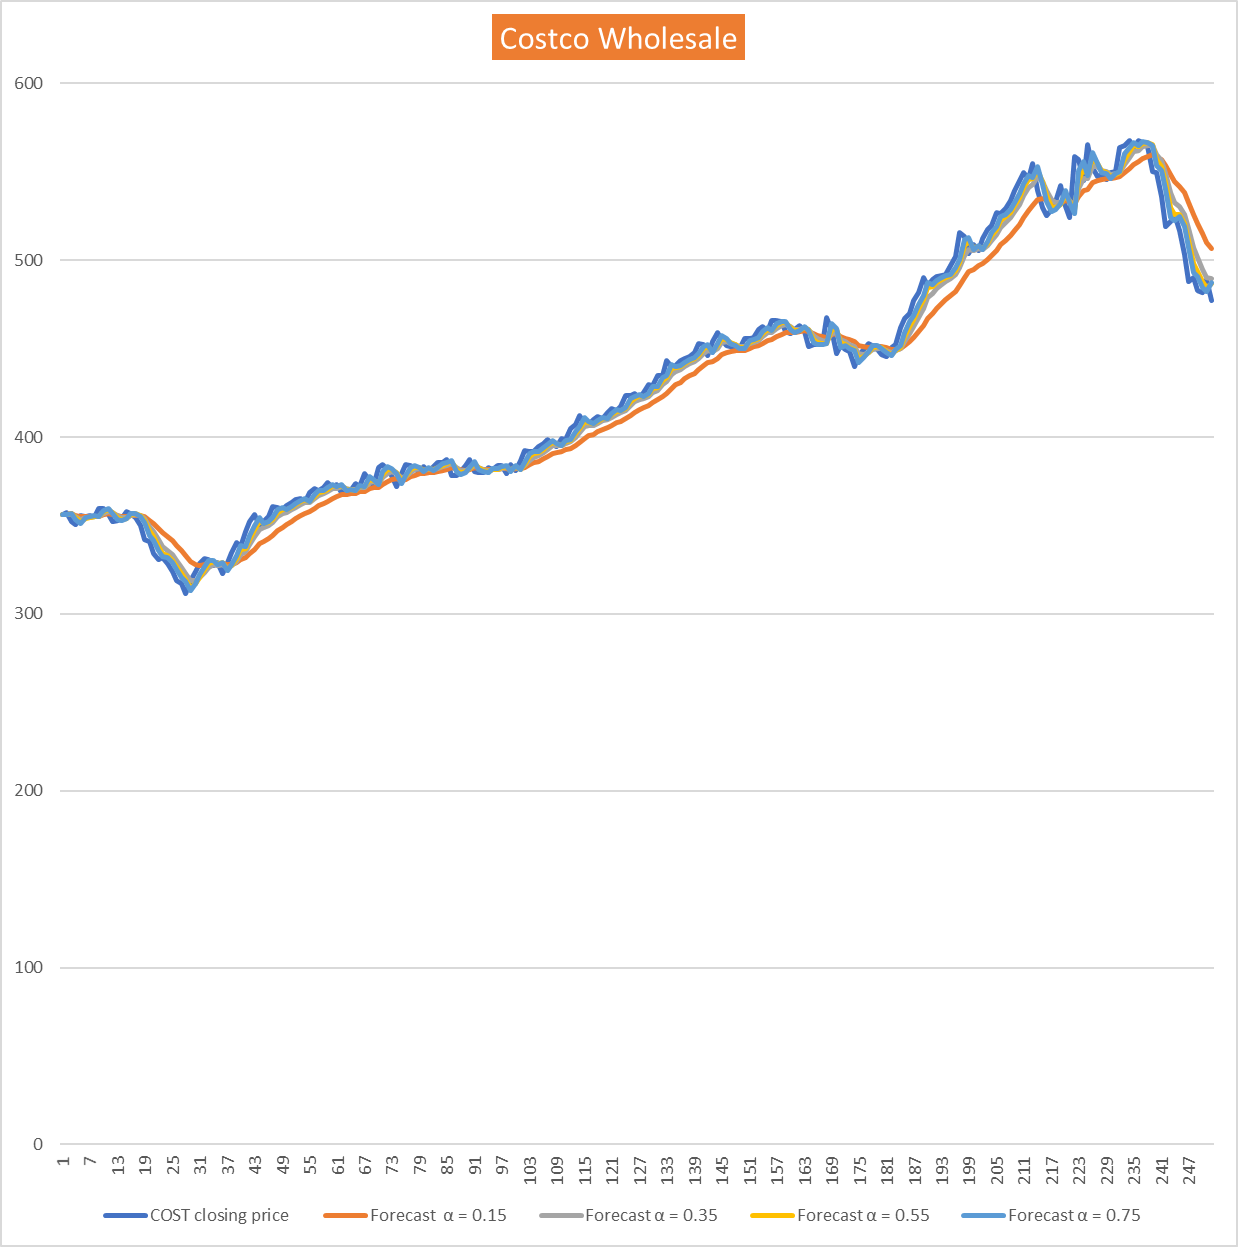 Costco Wholesale
600
500
400
300
200
100
0
1 7 13 19 25 31 37 43 49 55 61 67 73 79 85 91 97 103 109 115 121 127 133 139 145 151 157 163 169 175 181 187 193 199 205 211 217 223 229 235 241 247
COST closing price Forecast α = 0.15 Forecast α = 0.35 Forecast α = 0.55 Forecast α = 0.75